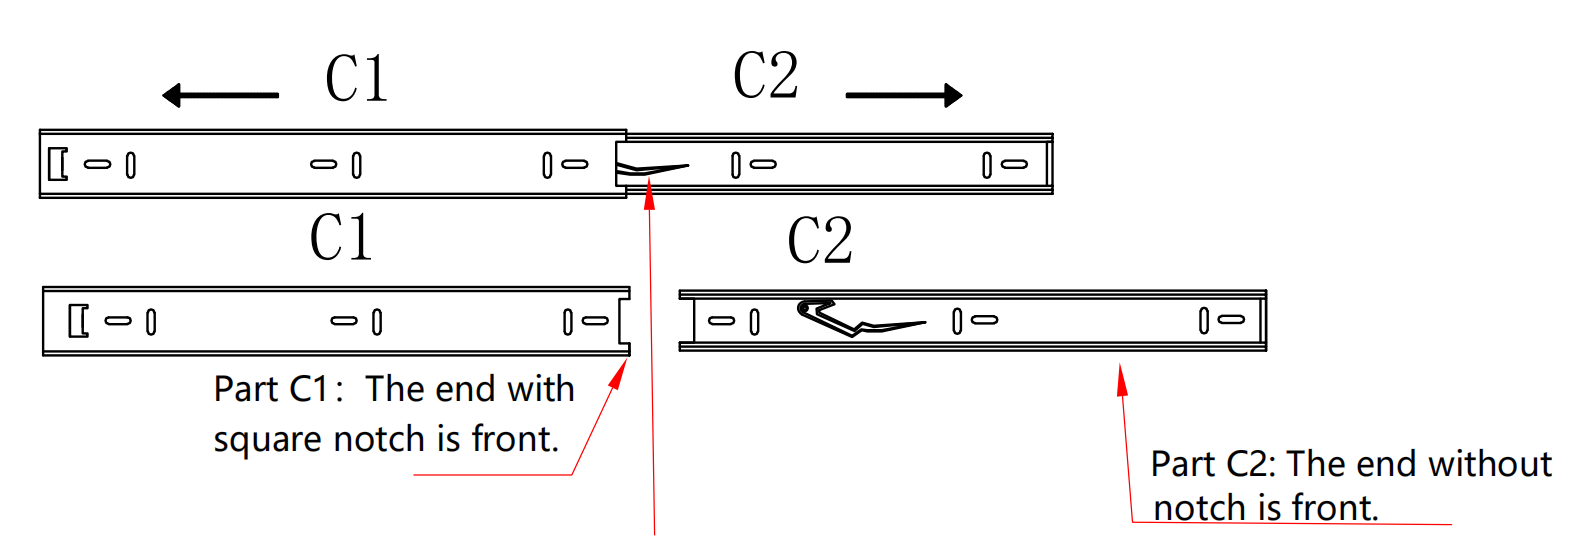 C1
C2
C1
C2
Part C1：The end with
square notch is front.
Part C2: The end without
notch is front.